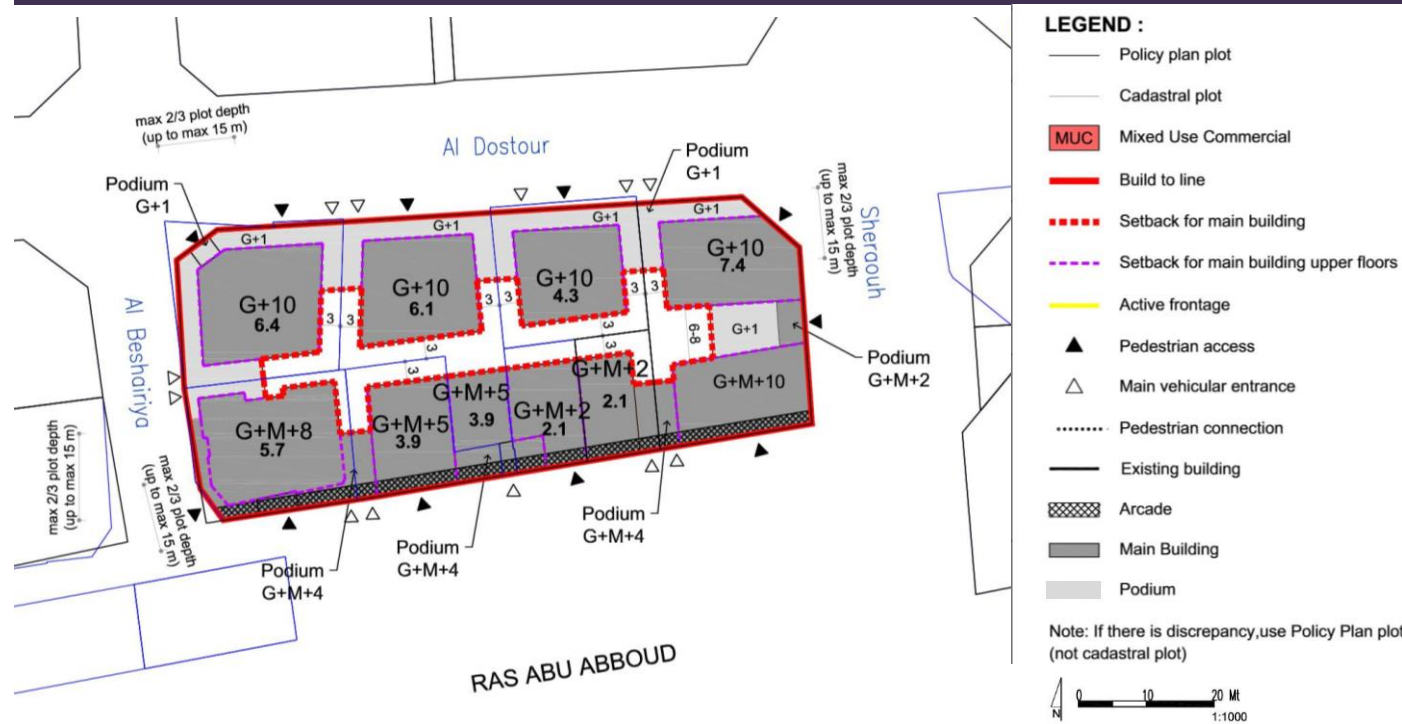 max 2/3 plot depth
(up to max 15 m)
Al Dostour
Podium
G+1
Podium
G+1
max 2/3 plot depth
(up to max 15 m)
Sheraouh
G+1
G+1
G+1
G+1
G+10
6.4
G+10
6.1
G+10
4.3
G+10
7.4
3
3
3
3
3
3
3
3
3
3
6-8
G+1
Podium
G+M+2
Al Beshairiya
G+M+8
5.7
G+M+5
3.9
G+M+5
3.9
G+M+2
2.1
G+M+2
2.1
G+M+10
max 2/3 plot depth
(up to max 15 m)
max 2/3 plot depth
(up to max 15 m)
Podium
G+M+4
Podium
G+M+4
Podium
G+M+4
RAS ABU ABBOUD
LEGEND :
Policy plan plot
Cadastral plot
MUC Mixed Use Commercial
Build to line
Setback for main building
Setback for main building upper floors
Active frontage
Pedestrian access
Main vehicular entrance
Pedestrian connection
Existing building
Arcade
Main Building
Podium
Note: If there is discrepancy,use Policy Plan plot
(not cadastral plot)
N
0 10 20 Mt
1:1000